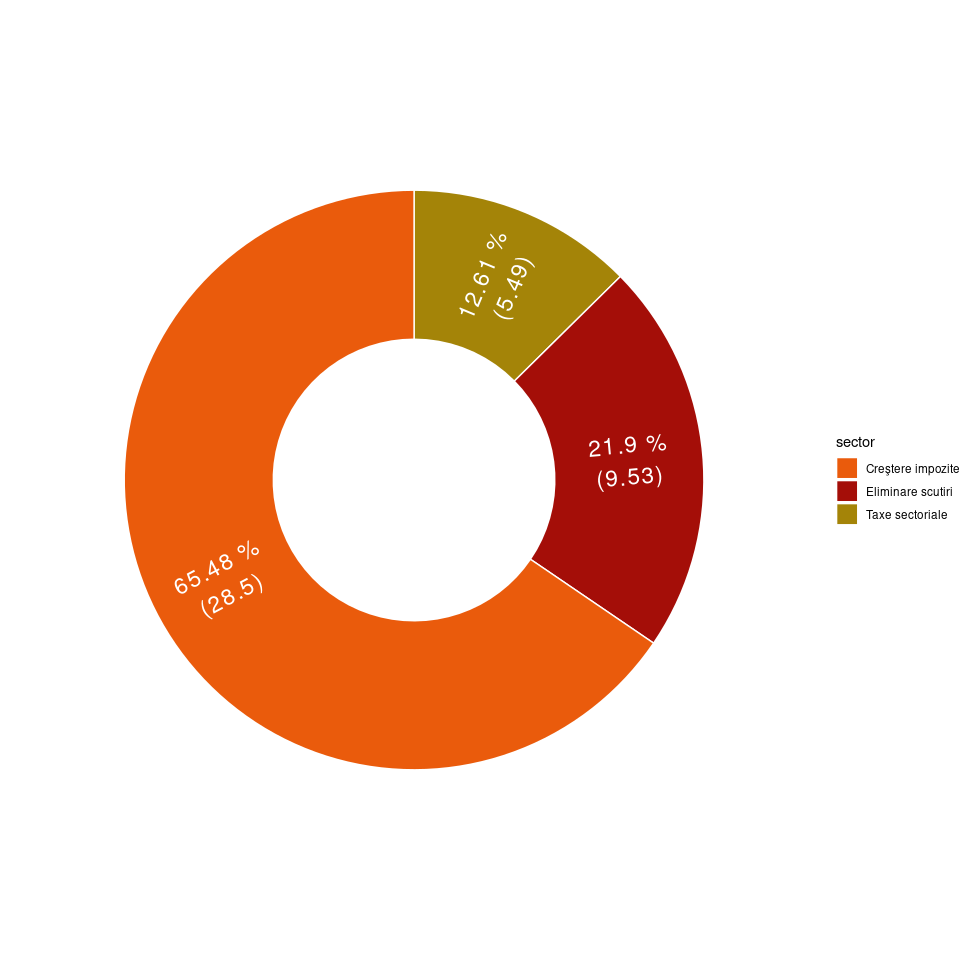 12.61 %
(5.49)
21.9 %
(9.53)
65.48 %
(28.5)
sector
Creştere impozite
Eliminare scutiri
Taxe sectoriale